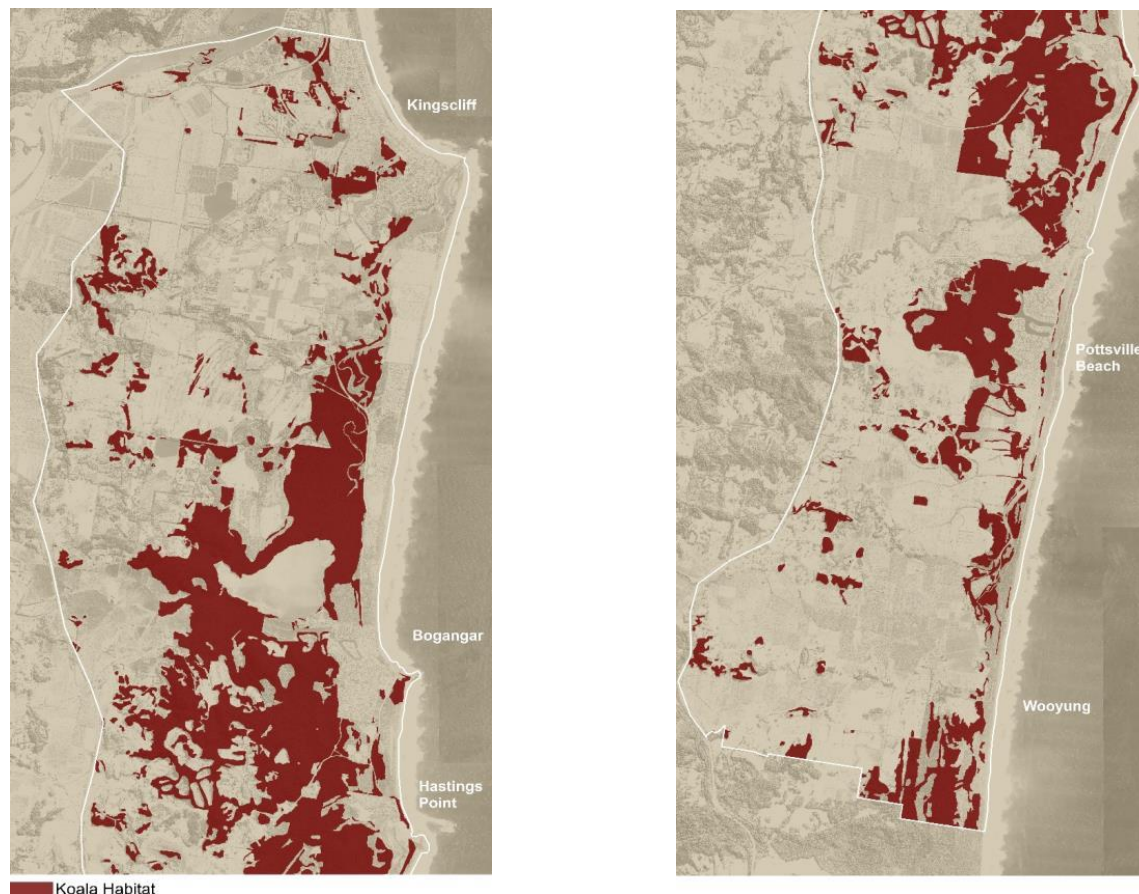 Kingscliff
Bogangar
Hastings
Point
Koala Habitat
Pottsville
Beach
Wooyung